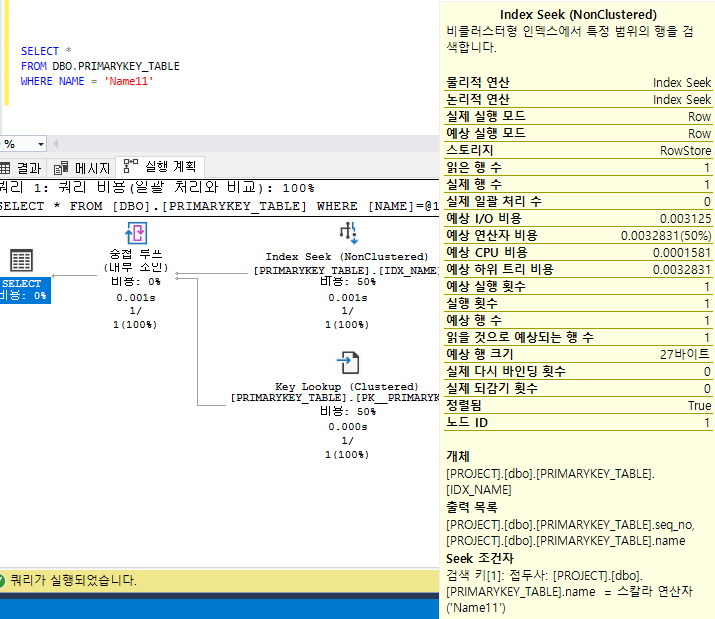 SELECT *
FROM DBO.PRIMARYKEY_TABLE
WHERE NAME = 'Name11'
%
결과
메시지
실행 계획
쿼리 1: 쿼리 비용(일괄 처리와 비교): 100%
SELECT * FROM [DBO].[PRIMARYKEY_TABLE] WHERE [NAME]=@1
SELECT
비용: 0%
중첩 루프
(내부 조인)
비용: 0%
0.001s
1/
1(100%)
Index Seek (NonClustered)
[PRIMARYKEY_TABLE].[IDX_NAME
비용: 50%
0.001s
1/
1(100%)
Key Lookup (Clustered)
[PRIMARYKEY_TABLE].[PK__PRIMARYK
비용: 50%
0.000s
1/
1(100%)
쿼리가 실행되었습니다.
Index Seek (NonClustered)
비클러스터형 인덱스에서 특정 범위의 행을 검
색합니다.
물리적 연산 Index Seek
논리적 연산 Index Seek
실제 실행 모드 Row
예상 실행 모드 Row
스토리지 RowStore
읽은 행 수 1
실제 행 수 1
실제 일괄 처리 수 0
예상 I/O 비용 0.003125
예상 연산자 비용 0.0032831(50%)
예상 CPU 비용 0.0001581
예상 하위 트리 비용 0.0032831
예상 실행 횟수 1
실행 횟수 1
예상 행 수 1
읽을 것으로 예상되는 행 수 1
예상 행 크기 27바이트
실제 다시 바인딩 횟수 0
실제 되감기 횟수 0
정렬됨 True
노드 ID 1
개체
[PROJECT].[dbo].[PRIMARYKEY_TABLE].
[IDX_NAME]
출력 목록
[PROJECT].[dbo].[PRIMARYKEY_TABLE].seq_no,
[PROJECT].[dbo].[PRIMARYKEY_TABLE].name
Seek 조건자
검색 키[1]: 접두사: [PROJECT].[dbo].
[PRIMARYKEY_TABLE].name = 스칼라 연산자
('Name11')